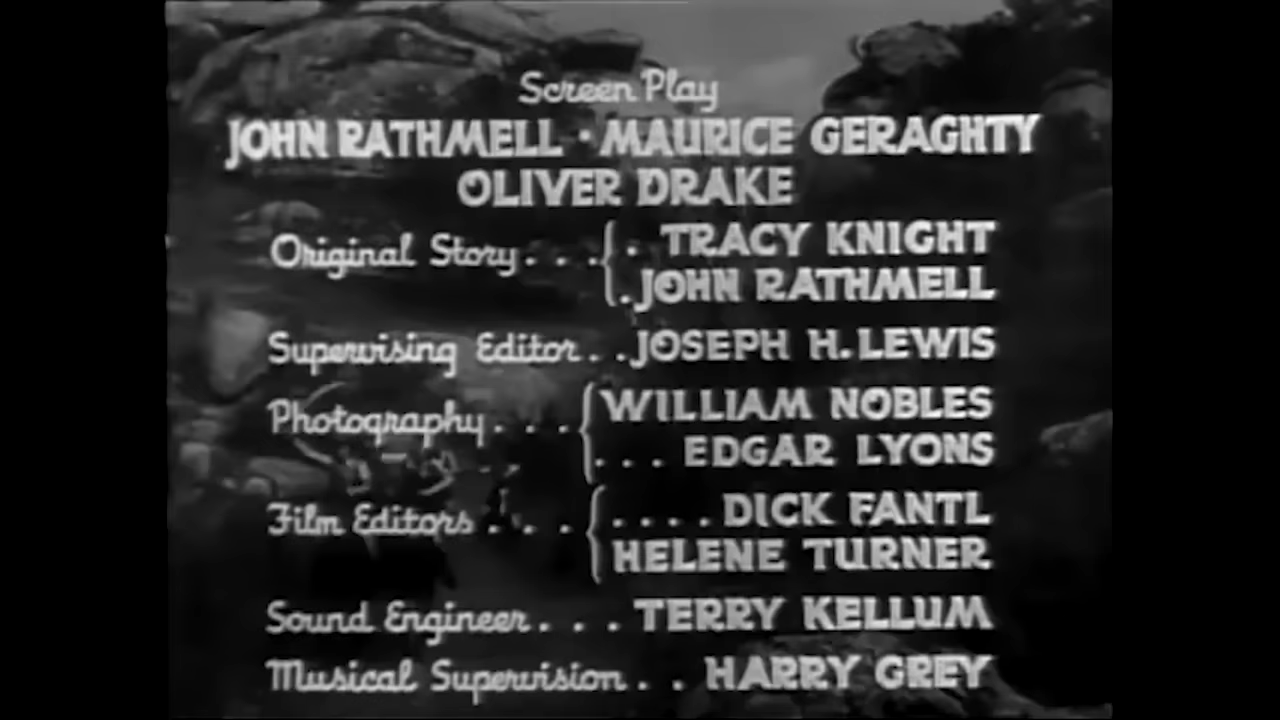 Screen Play
JOHN RATHMELL · MAURICE GERAGHTY
OLIVER DRAKE
Original Story . . . { . TRACY KNIGHT
. JOHN RATHMELL
Supervising Editor . . JOSEPH H. LEWIS
Photography . . . { WILLIAM NOBLES
. . . EDGAR LYONS
Film Editors . . . { . . . . DICK FANTL
HELENE TURNER
Sound Engineer . . . TERRY KELLUM
Musical Supervision . . HARRY GREY